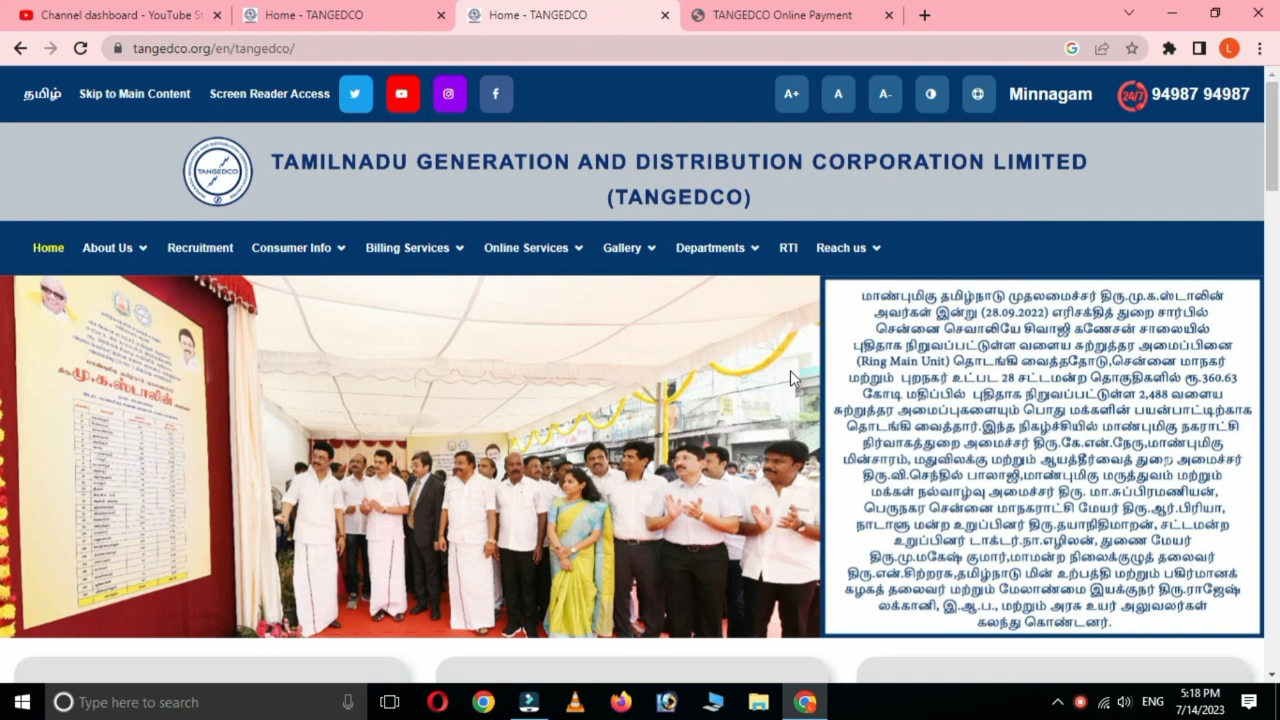 Channel dashboard - YouTube St
Home - TANGEDCO
Home - TANGEDCO
TANGEDCO Online Payment
tangedco.org/en/tangedco/
L
தமிழ்
Skip to Main Content
Screen Reader Access
A+
A
A-
Minnagam
24/7
94987 94987
TANGEDCO
TAMILNADU GENERATION AND DISTRIBUTION CORPORATION LIMITED
(TANGEDCO)
Home
About Us
Recruitment
Consumer Info
Billing Services
Online Services
Gallery
Departments
RTI
Reach us
திரு.மு.க.ஸ்டாலின்
மாண்புமிகு தமிழ்நாடு முதலமைச்சர் திரு.மு.க.ஸ்டாலின்
அவர்கள் இன்று (28.09.2022) எரிசக்தித் துறை சார்பில்
சென்னை செவாலியே சிவாஜி கணேசன் சாலையில்
புதிதாக நிறுவப்பட்டுள்ள வளைய சுற்றுத்தர அமைப்பினை
(Ring Main Unit) தொடங்கி வைத்ததோடு,சென்னை மாநகர்
மற்றும் புறநகர் உட்பட 28 சட்டமன்ற தொகுதிகளில் ரூ.360.63
கோடி மதிப்பில் புதிதாக நிறுவப்பட்டுள்ள 2,488 வளைய
சுற்றுத்தர அமைப்புகளையும் பொது மக்களின் பயன்பாட்டிற்காக
தொடங்கி வைத்தார்.இந்த நிகழ்ச்சியில் மாண்புமிகு நகராட்சி
நிர்வாகத்துறை அமைச்சர் திரு.கே.என்.நேரு,மாண்புமிகு
மின்சாரம், மதுவிலக்கு மற்றும் ஆயத்தீர்வைத் துறை அமைச்சர்
திரு.வி.செந்தில் பாலாஜி,மாண்புமிகு மருத்துவம் மற்றும்
மக்கள் நல்வாழ்வு அமைச்சர் திரு. மா.சுப்பிரமணியன்,
பெருநகர சென்னை மாநகராட்சி மேயர் திரு.ஆர்.பிரியா,
நாடாளு மன்ற உறுப்பினர் திரு.தயாநிதிமாறன், சட்டமன்ற
உறுப்பினர் டாக்டர்.நா.எழிலன், துணை மேயர்
திரு.மு.மகேஷ் குமார்,மாமன்ற நிலைக்குழுத் தலைவர்
திரு.என்.சிற்றரசு,தமிழ்நாடு மின் உற்பத்தி மற்றும் பகிர்மானக்
கழகத் தலைவர் மற்றும் மேலாண்மை இயக்குநர் திரு.ராஜேஷ்
லக்கானி, இ.ஆ.ப., மற்றும் அரசு உயர் அலுவலர்கள்
கலந்து கொண்டனர்.
Type here to search
ENG
5:18 PM
7/14/2023